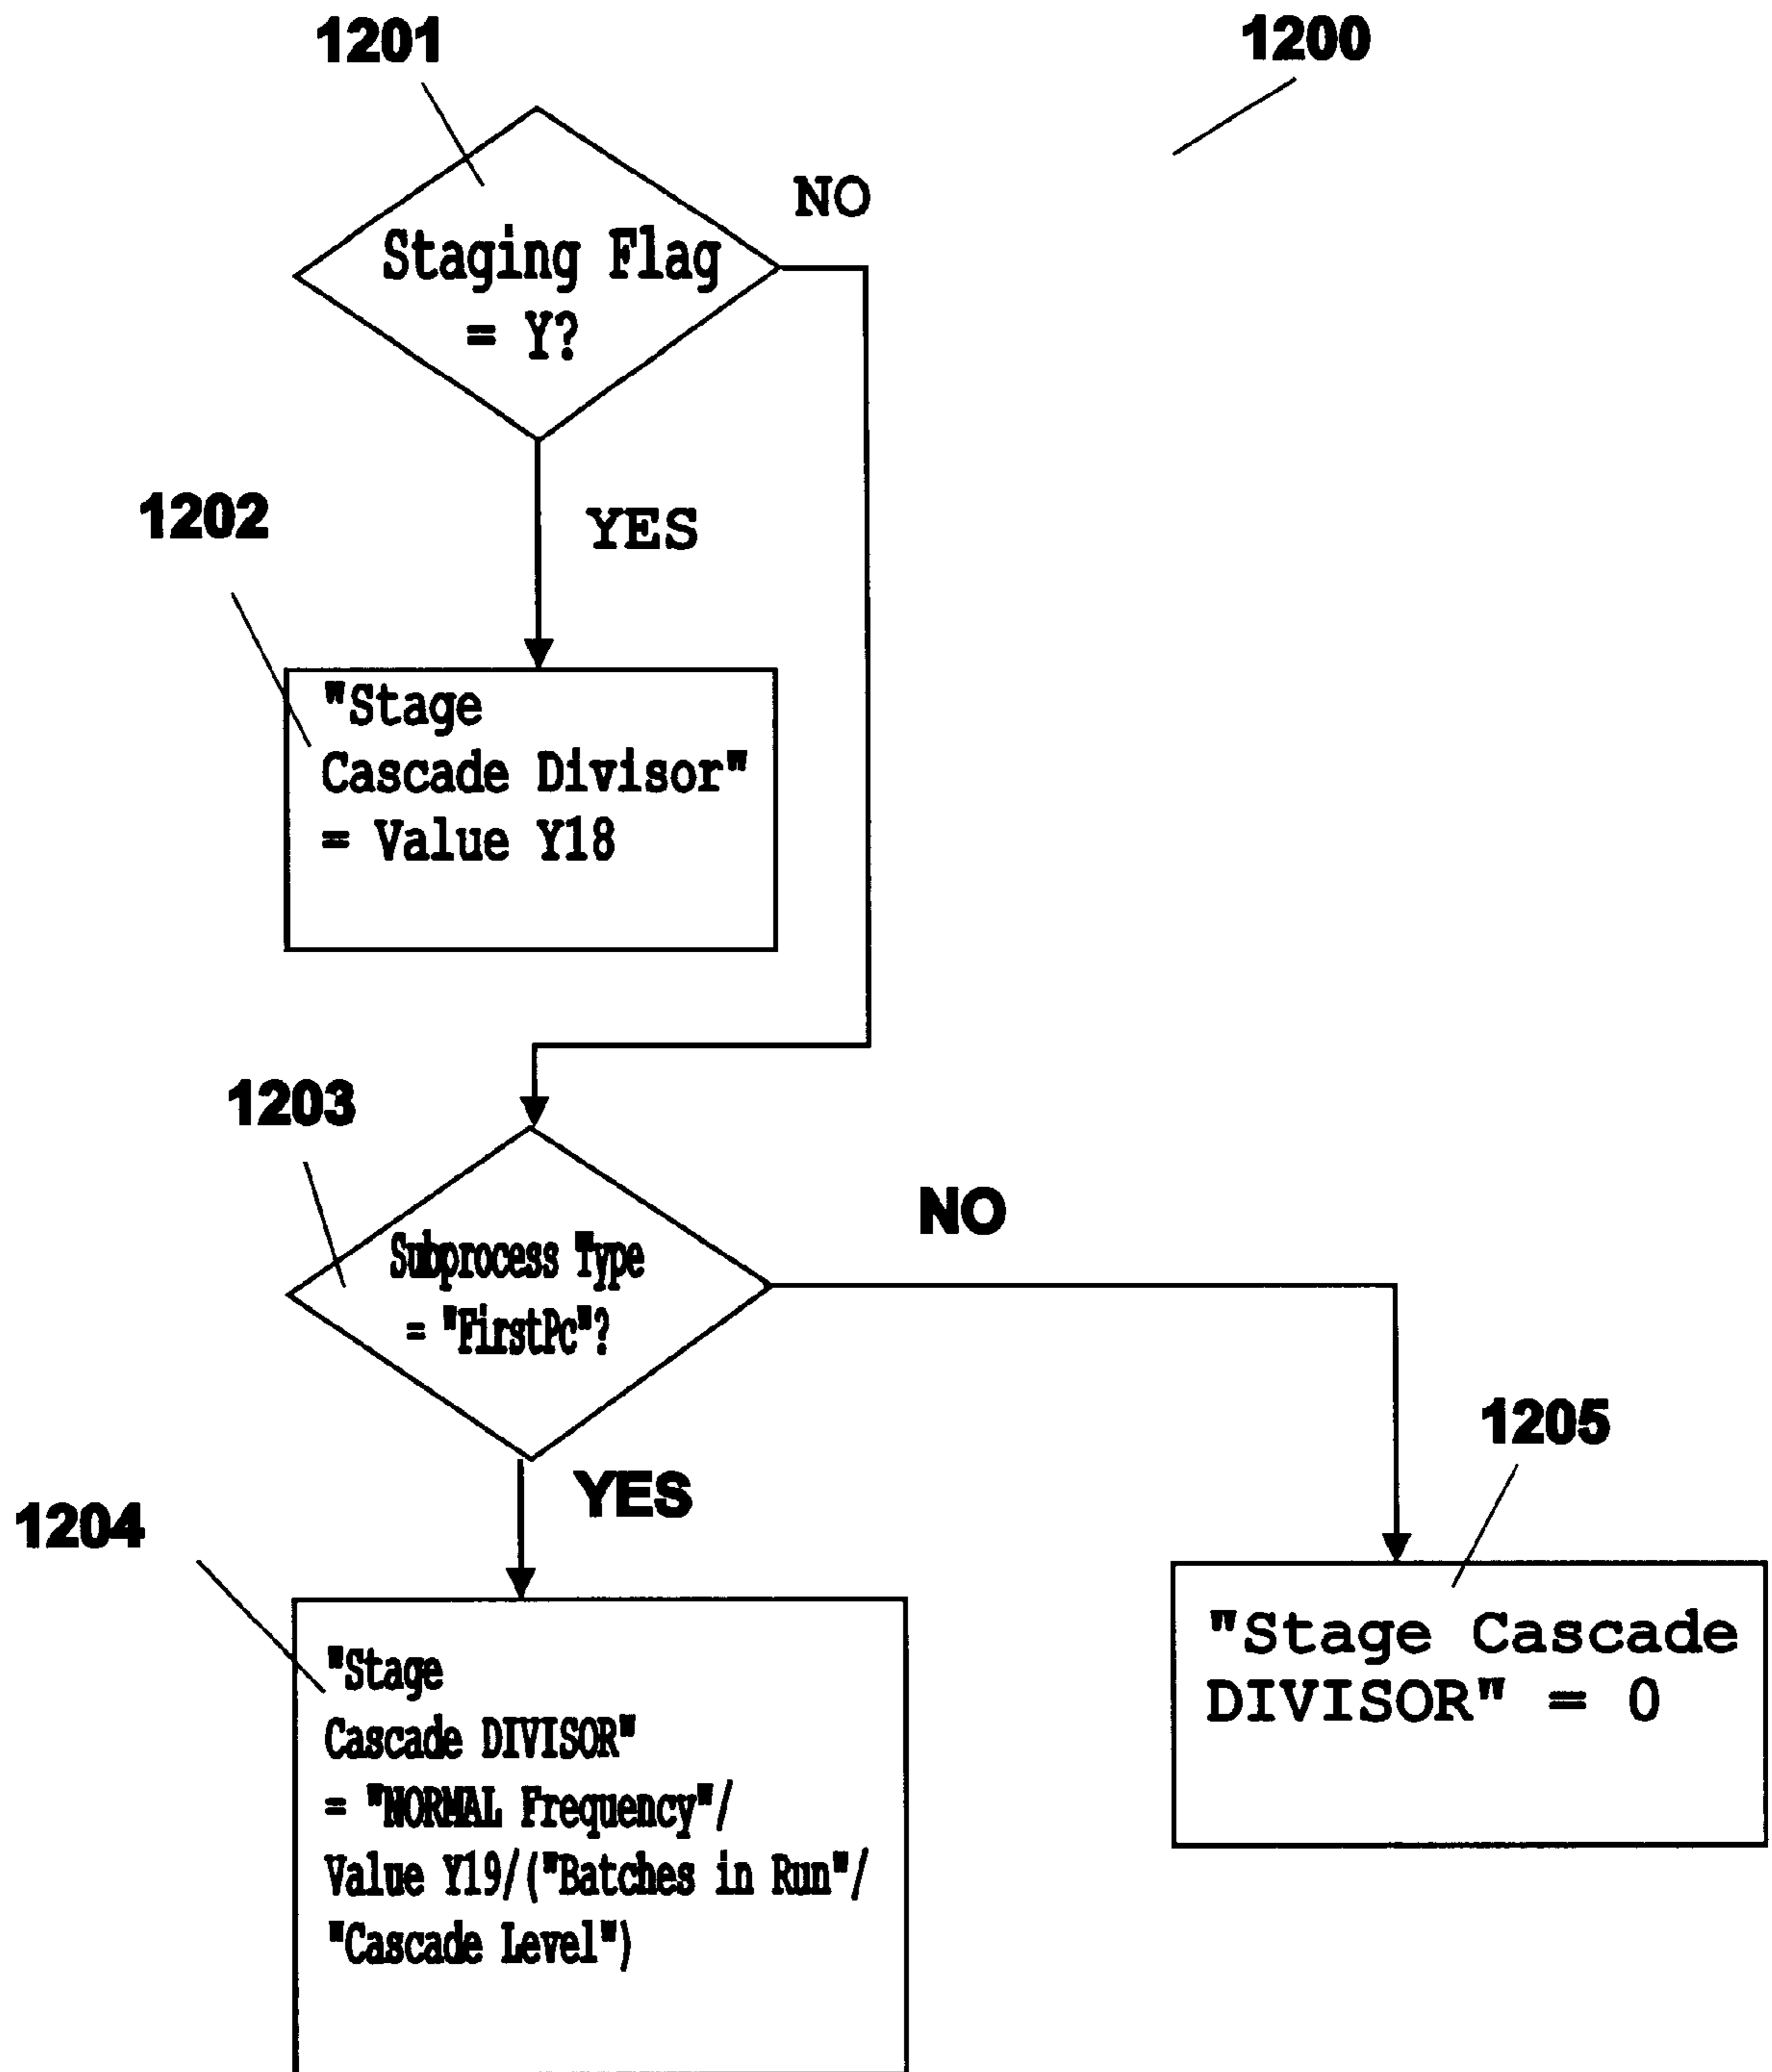 1201
1200
NO
Staging Flag
= Y?
1202
YES
"Stage
Cascade Divisor"
= Value Y18
1203
NO
Subprocess Type
= "FirstPc"?
1205
YES
1204
"Stage Cascade
DIVISOR" = 0
"Stage
Cascade DIVISOR"
= "NORMAL Frequency"/
Value Y19/("Batches in Run"/
"Cascade Level")